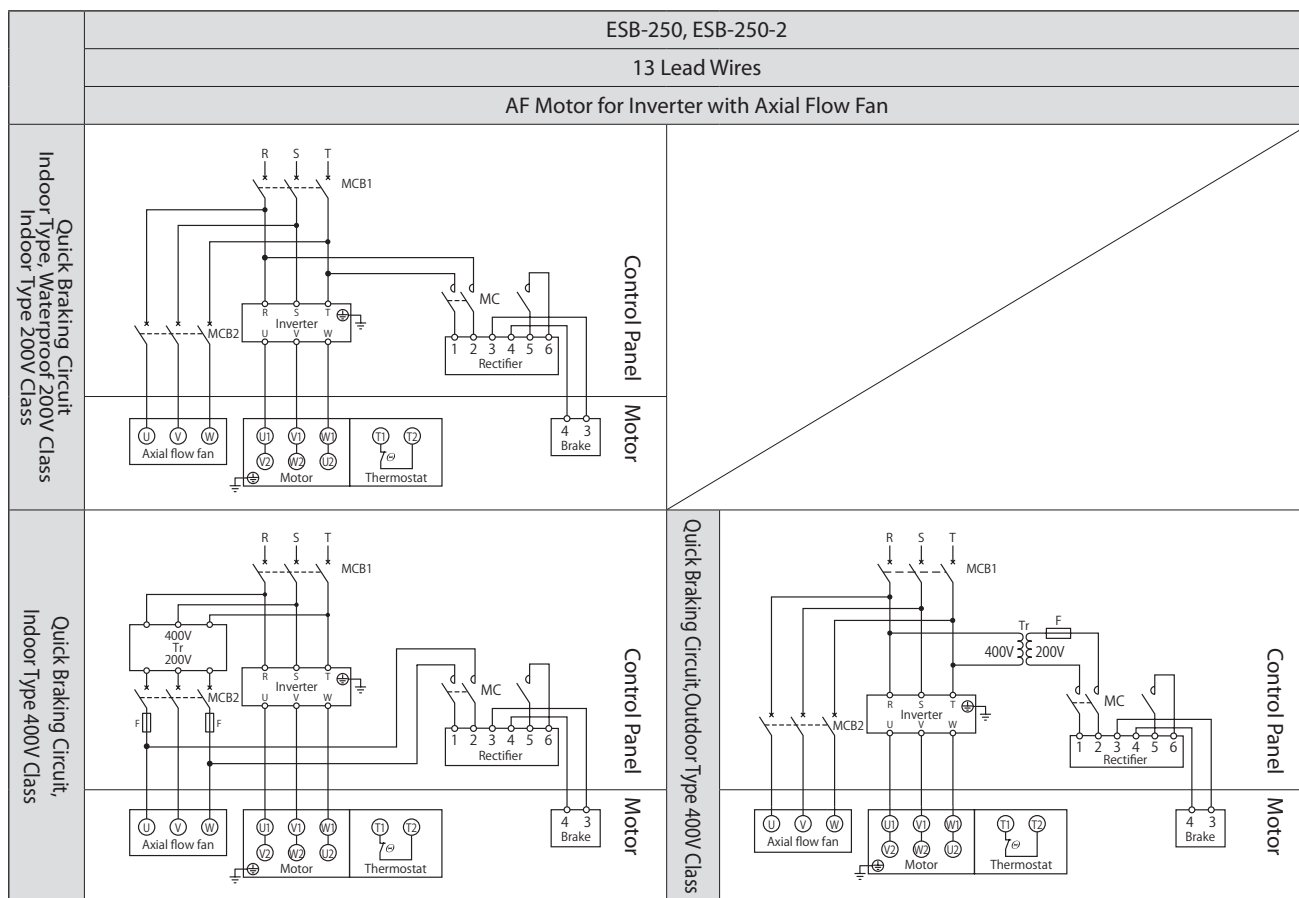 ESB-250, ESB-250-2
13 Lead Wires
AF Motor for Inverter with Axial Flow Fan
Quick Braking Circuit
Indoor Type, Waterproof 200V Class
Indoor Type 200V Class
R S T
MCB1
MC
R S T
Inverter
U V W
MCB2
1 2 3 4 5 6
Rectifier
Control Panel
Motor
U V W
Axial flow fan
U1 V1 W1
V2 W2 U2
Motor
T1 T2
Θ
Thermostat
4 3
Brake
Quick Braking Circuit,
Indoor Type 400V Class
R S T
MCB1
400V
Tr
200V
R S T
Inverter
U V W
MCB2
F F
MC
1 2 3 4 5 6
Rectifier
Control Panel
Motor
U V W
Axial flow fan
U1 V1 W1
V2 W2 U2
Motor
T1 T2
Θ
Thermostat
4 3
Brake
Quick Braking Circuit,Outdoor Type 400V Class
R S T
MCB1
Tr F
400V 200V
R S T
Inverter
U V W
MCB2
MC
1 2 3 4 5 6
Rectifier
Control Panel
Motor
U V W
Axial flow fan
U1 V1 W1
V2 W2 U2
Motor
T1 T2
Θ
Thermostat
4 3
Brake